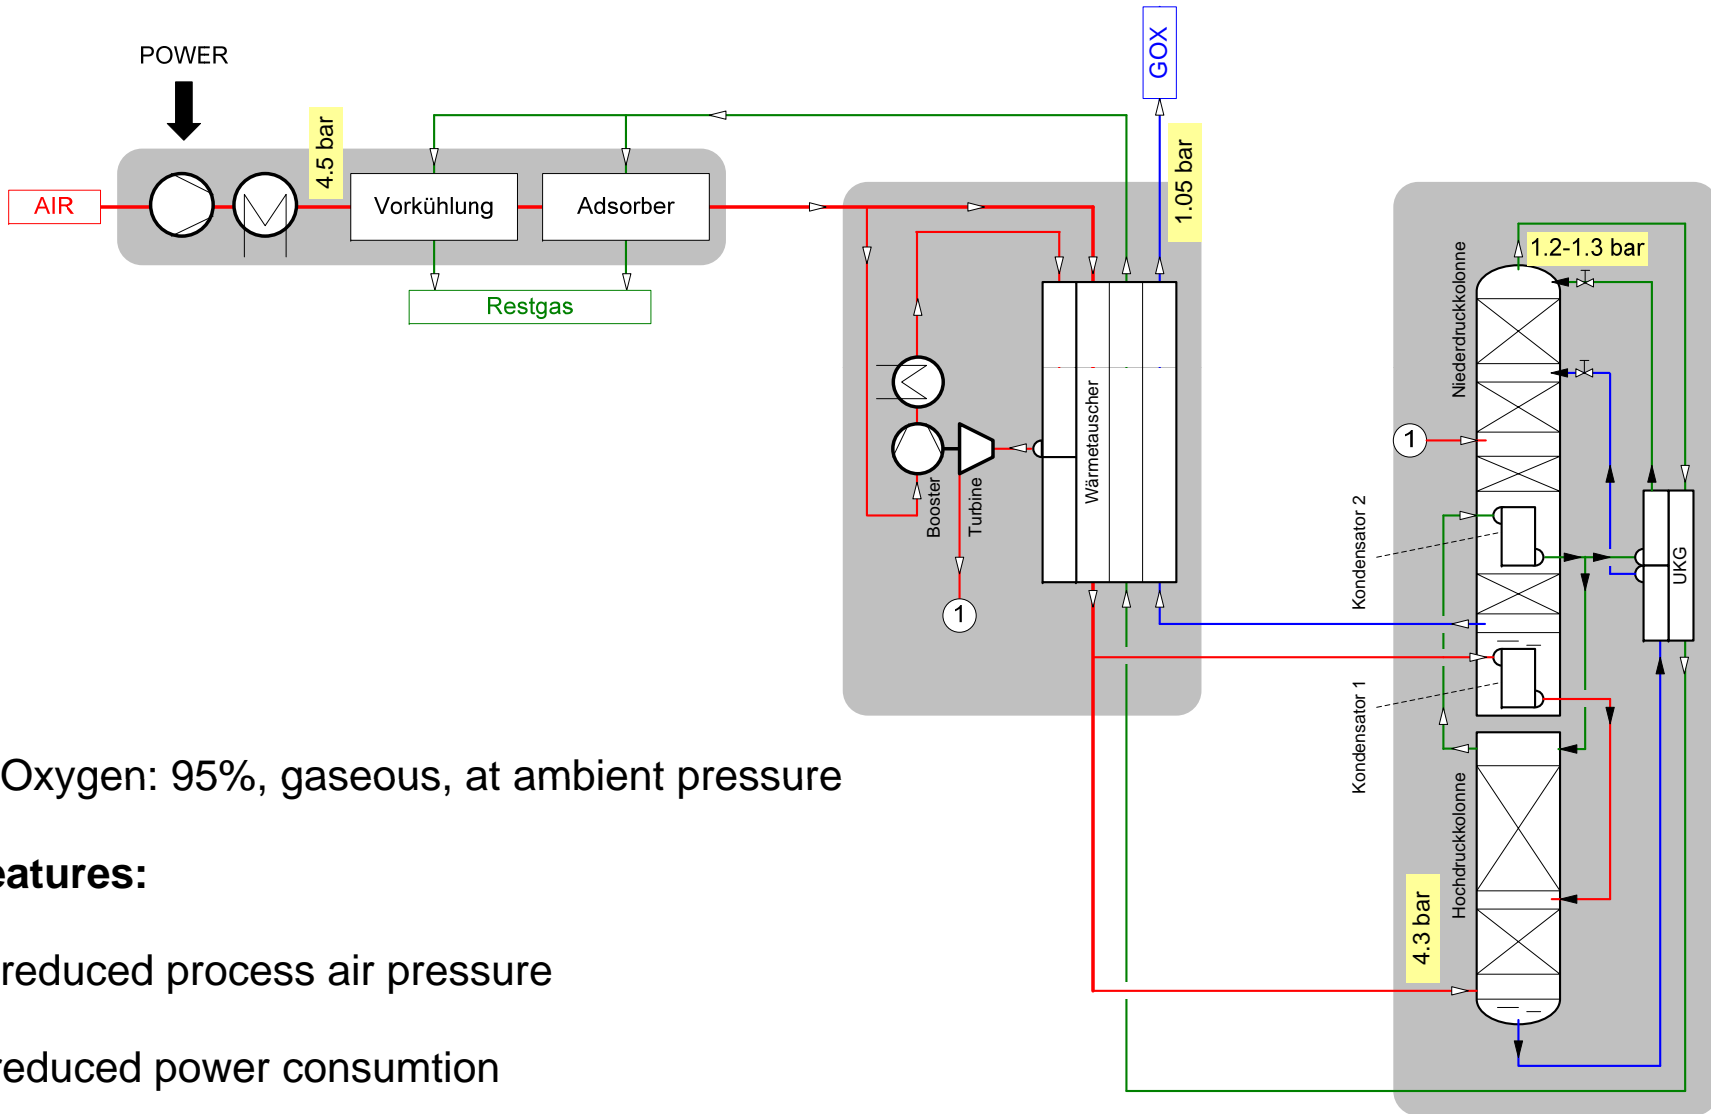 POWER
AIR
4.5 bar
Vorkühlung
Adsorber
Restgas
GOX
1.05 bar
Booster
Turbine
1
Wärmetauscher
1.2-1.3 bar
Niederdruckkolonne
1
Kondensator 2
UKG
Kondensator 1
Hochdruckkolonne
4.3 bar
Oxygen: 95%, gaseous, at ambient pressure
eatures:
reduced process air pressure
reduced power consumtion